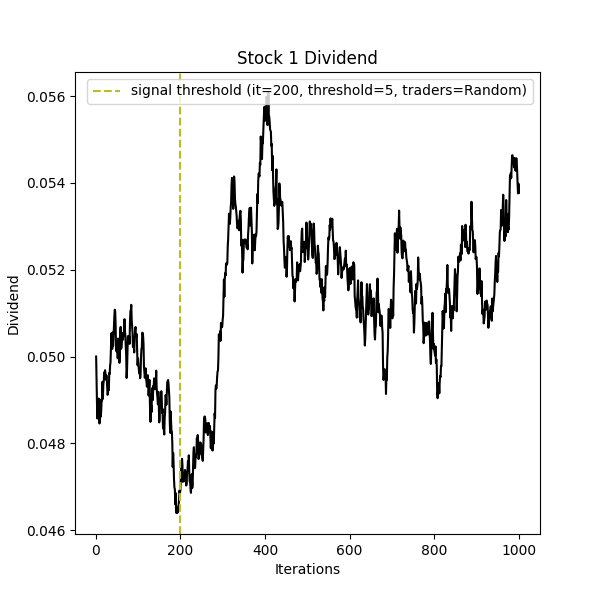 Stock 1 Dividend
signal threshold (it=200, threshold=5, traders=Random)
0.056
0.054
0.052
0.050
0.048
0.046
Dividend
0 200 400 600 800 1000
Iterations